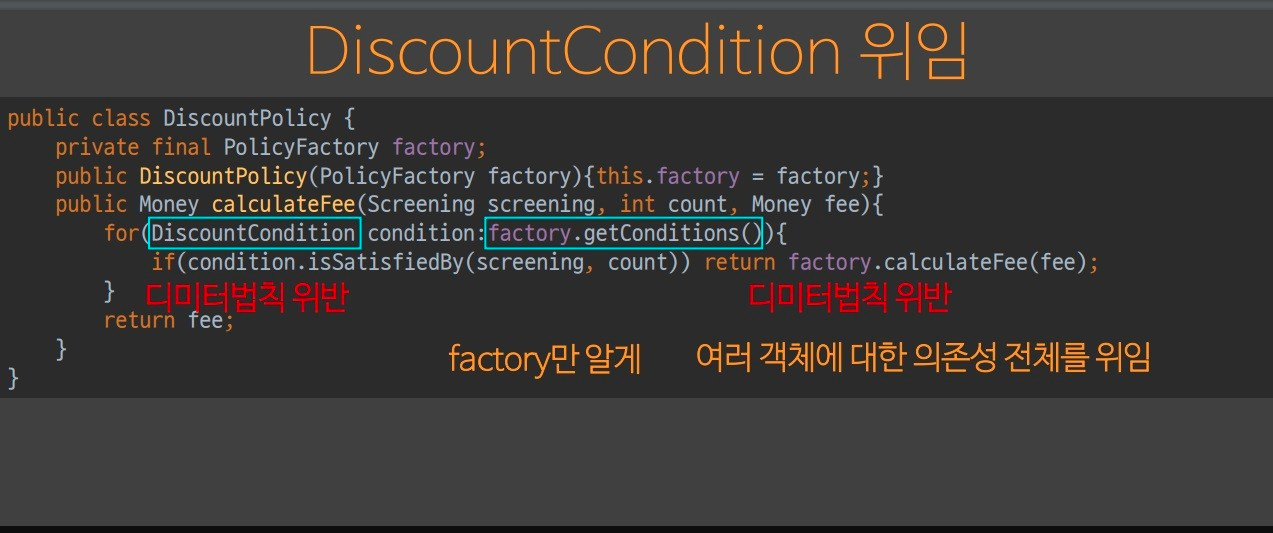 DiscountCondition 위임
public class DiscountPolicy {
private final PolicyFactory factory;
public DiscountPolicy(PolicyFactory factory){this.factory = factory;}
public Money calculateFee(Screening screening, int count, Money fee){
for(DiscountCondition condition:factory.getConditions()){
if(condition.isSatisfiedBy(screening, count)) return factory.calculateFee(fee);
} 디미터법칙 위반 디미터법칙 위반
return fee;
} factory만 알게 여러 객체에 대한 의존성 전체를 위임
}